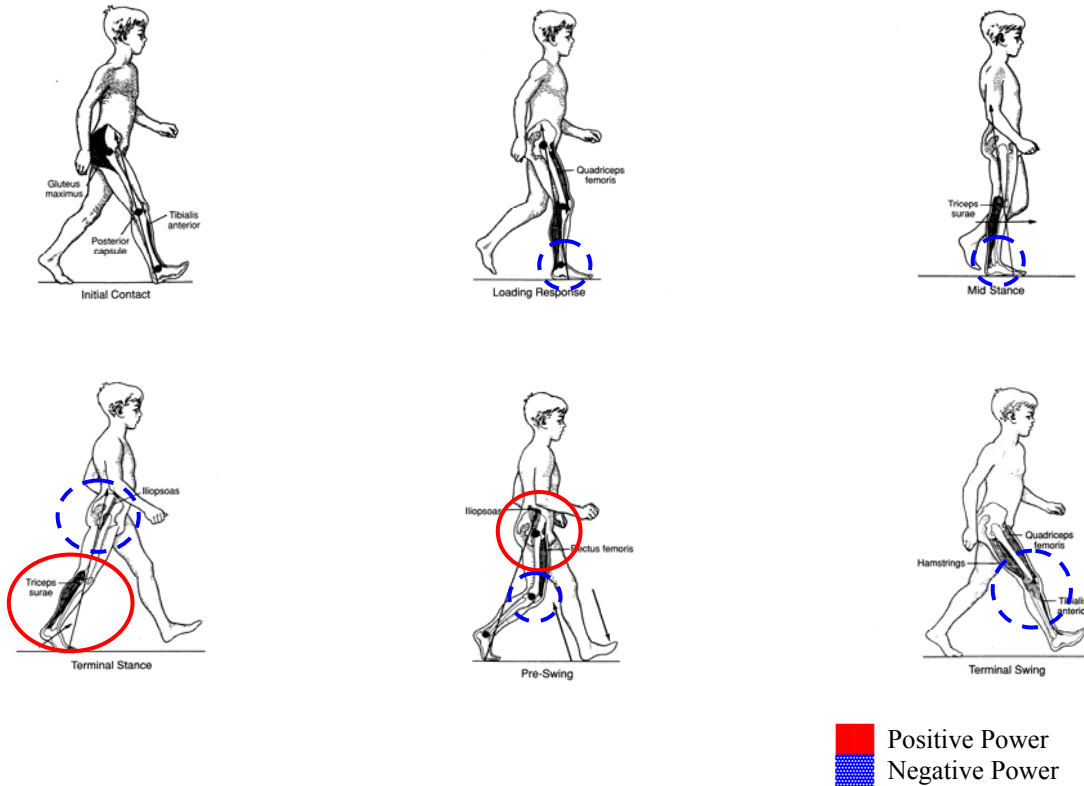 Gluteus
maximus
Tibialis
anterior
Posterior
capsule
Initial Contact
Quadriceps
femoris
Loading Response
Triceps
surae
Mid Stance
Iliopsoas
Triceps
surae
Terminal Stance
Iliopsoas
Rectus femoris
Pre-Swing
Quadriceps
femoris
Hamstrings
Tibialis
anterior
Terminal Swing
Positive Power
Negative Power